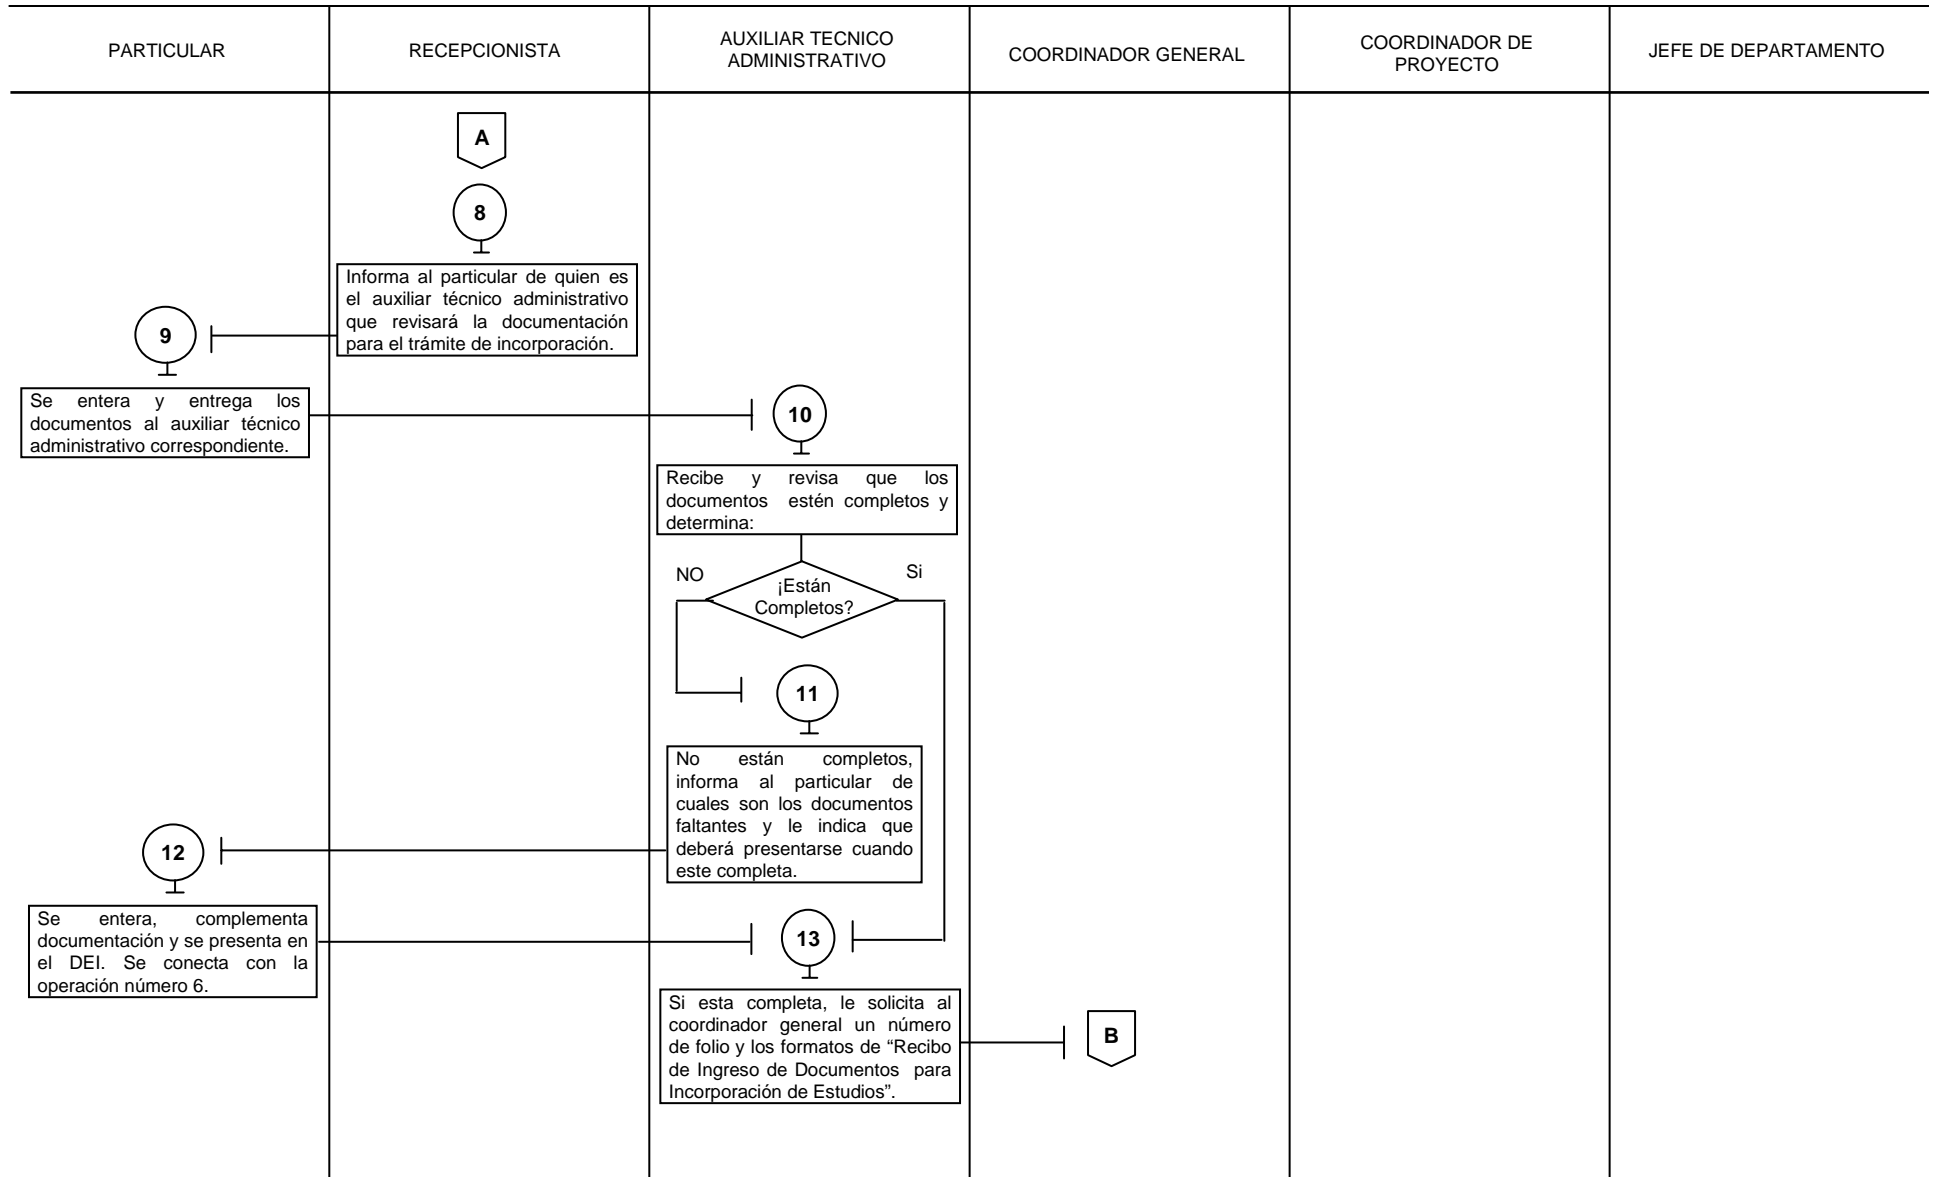 PARTICULAR
RECEPCIONISTA
AUXILIAR TECNICO
ADMINISTRATIVO
COORDINADOR GENERAL
COORDINADOR DE
PROYECTO
JEFE DE DEPARTAMENTO
A
8
Informa al particular de quien es
el auxiliar técnico administrativo
que revisará la documentación
para el trámite de incorporación.
9
Se entera y entrega los
documentos al auxiliar técnico
administrativo correspondiente.
10
Recibe y revisa que los
documentos estén completos y
determina:
NO
¡Están
Completos?
Si
11
No están completos,
informa al particular de
cuales son los documentos
faltantes y le indica que
deberá presentarse cuando
este completa.
12
Se entera, complementa
documentación y se presenta en
el DEI. Se conecta con la
operación número 6.
13
Si esta completa, le solicita al
coordinador general un número
de folio y los formatos de “Recibo
de Ingreso de Documentos para
Incorporación de Estudios”.
B